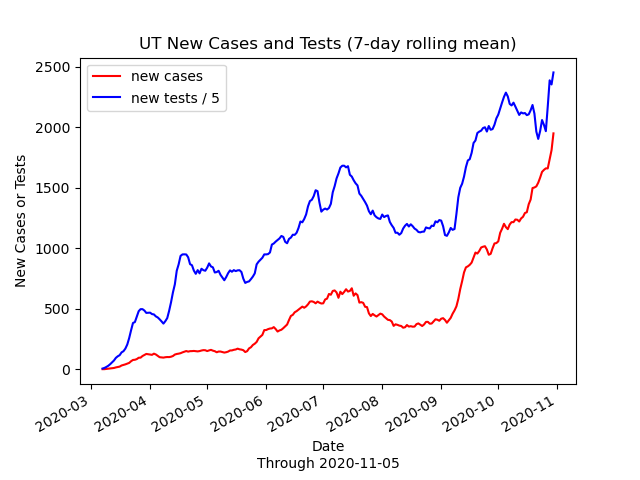 UT New Cases and Tests (7-day rolling mean)
new cases
new tests / 5
New Cases or Tests
2500
2000
1500
1000
500
0
2020-03
2020-04
2020-05
2020-06
2020-07
2020-08
2020-09
2020-10
2020-11
Date
Through 2020-11-05